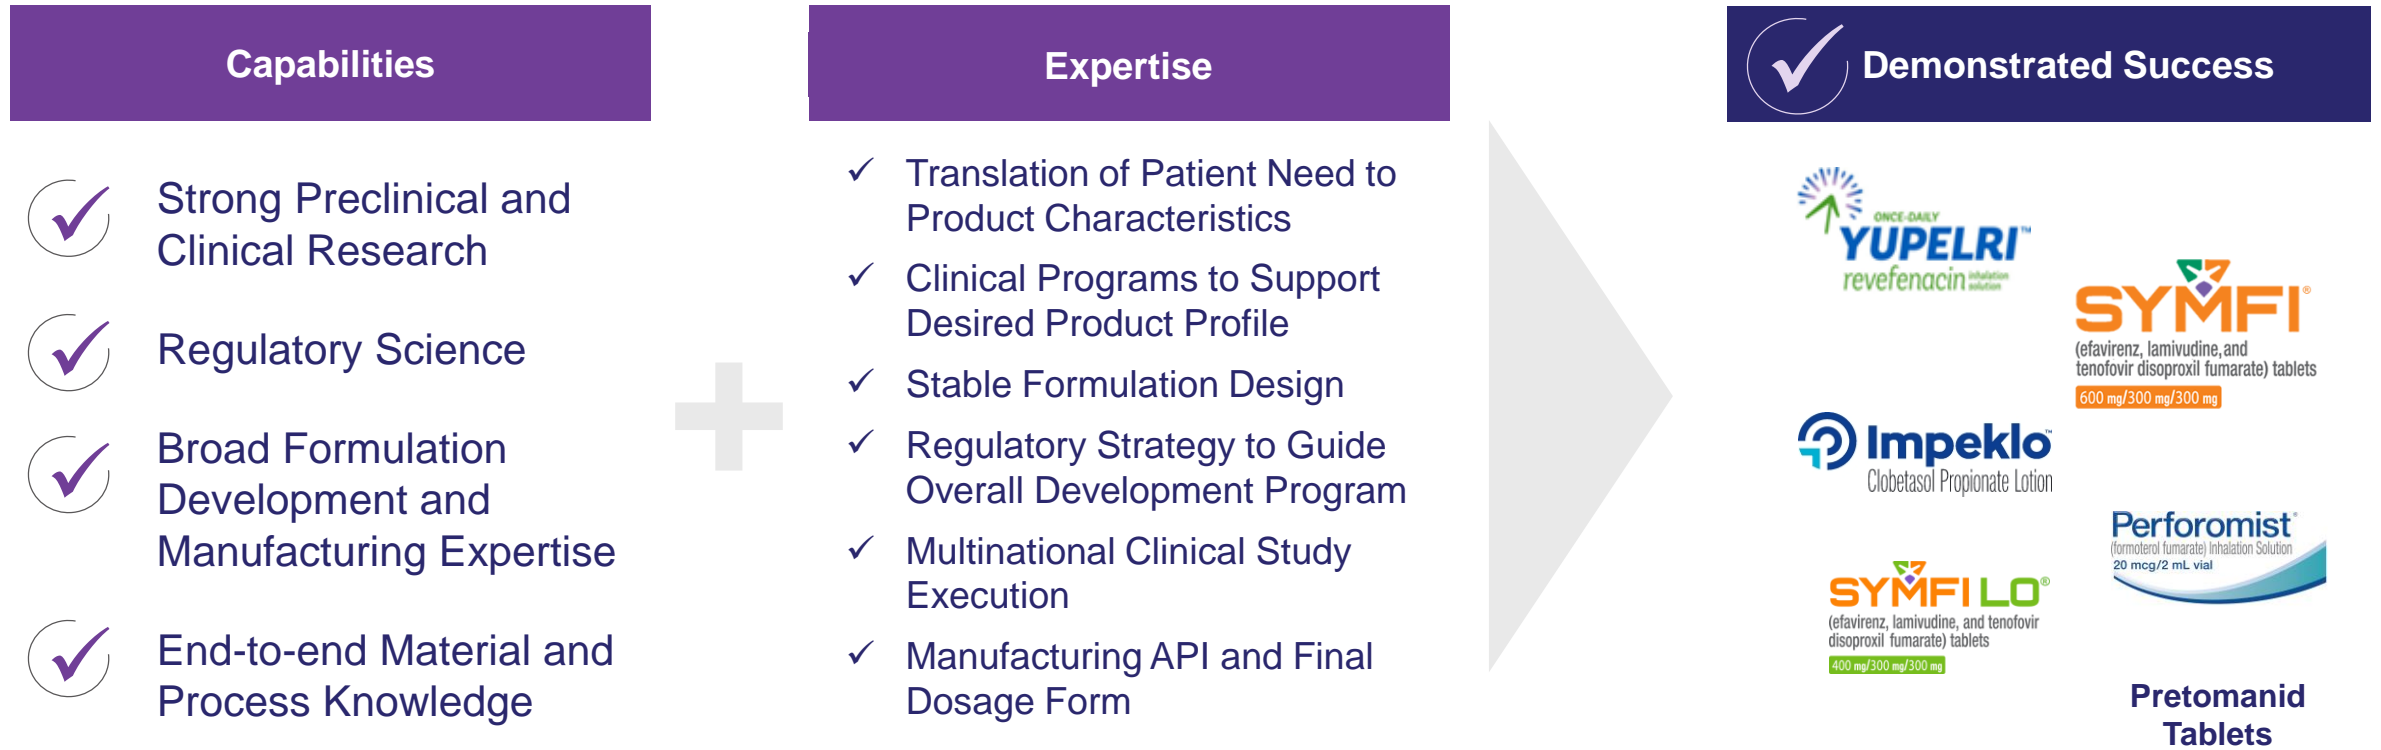 Capabilities
Strong Preclinical and
Clinical Research
Regulatory Science
Broad Formulation
Development and
Manufacturing Expertise
End-to-end Material and
Process Knowledge
Expertise
Translation of Patient Need to
Product Characteristics
Clinical Programs to Support
Desired Product Profile
Stable Formulation Design
Regulatory Strategy to Guide
Overall Development Program
Multinational Clinical Study
Execution
Manufacturing API and Final
Dosage Form
Demonstrated Success
ONCE-DAILY
YUPELRI™
revefenacin inhalation
solution
SYMFI®
(efavirenz, lamivudine, and
tenofovir disoproxil fumarate) tablets
600 mg/300 mg/300 mg
Impeklo™
Clobetasol Propionate Lotion
Perforomist®
(formoterol fumarate) Inhalation Solution
20 mcg/2 mL vial
SYMFI LO®
(efavirenz, lamivudine, and tenofovir
disoproxil fumarate) tablets
400 mg/300 mg/300 mg
Pretomanid
Tablets